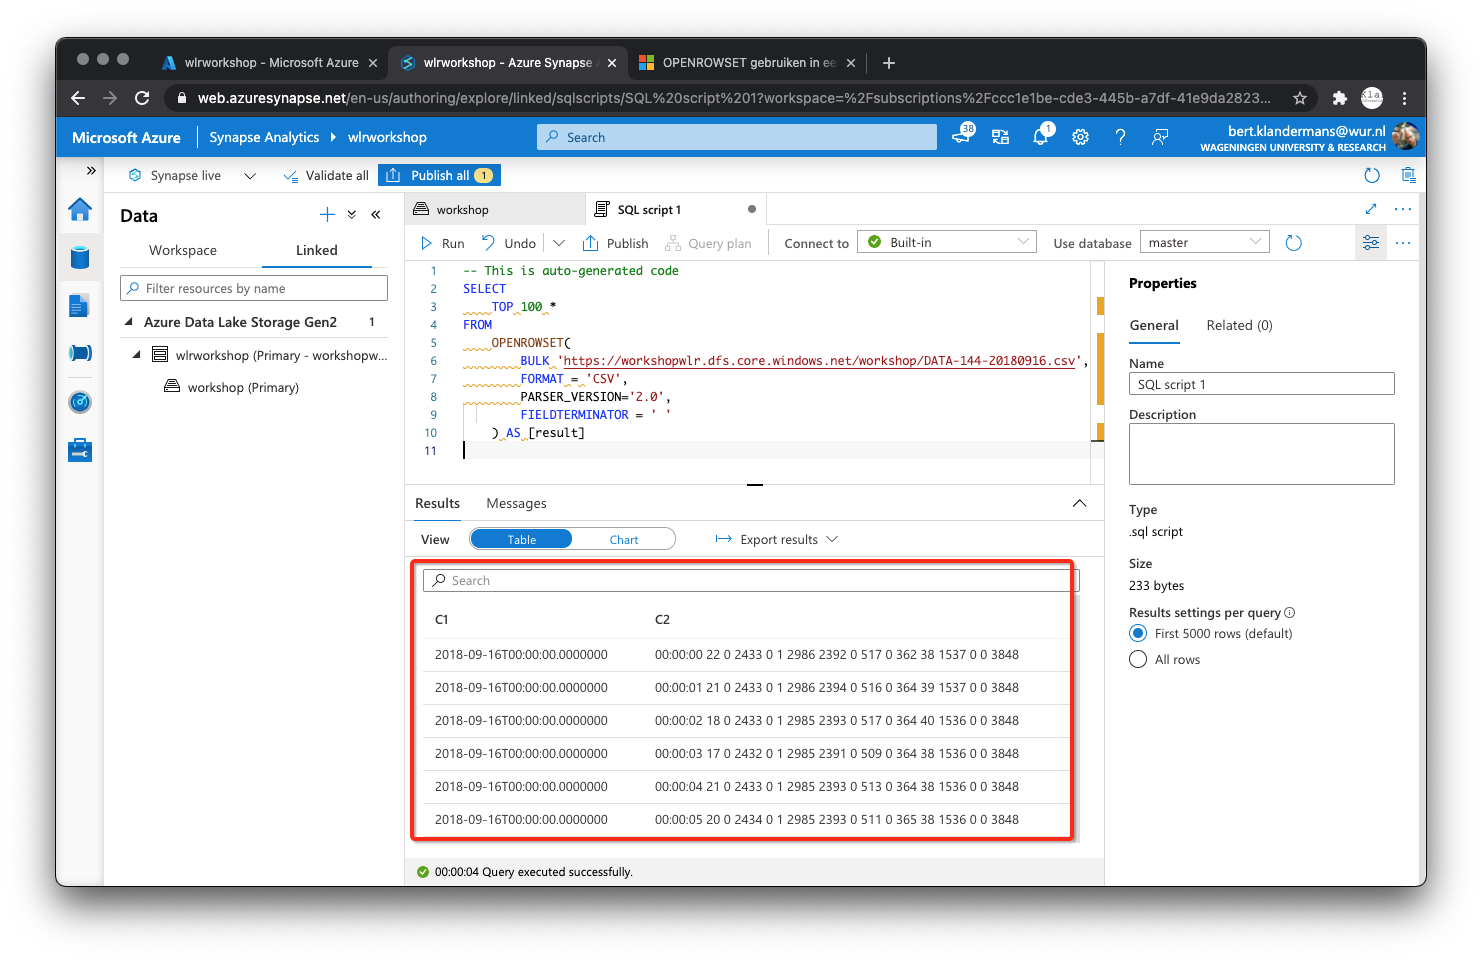 wlrworkshop - Microsoft Azure
wlrworkshop - Azure Synapse
OPENROWSET gebruiken in ee
web.azuresynapse.net/en-us/authoring/explore/linked/sqlscripts/SQL%20script%201?workspace=%2Fsubscriptions%2Fccc1e1be-cde3-445b-a7df-41e9da2823...
Microsoft Azure
Synapse Analytics
wlrworkshop
Search
38
1
bert.klandermans@wur.nl
WAGENINGEN UNIVERSITY & RESEARCH
Synapse live
Validate all
Publish all 1
Data
Workspace
Linked
Filter resources by name
Azure Data Lake Storage Gen2 1
wlrworkshop (Primary - workshopw...
workshop (Primary)
workshop
SQL script 1
Run
Undo
Publish
Query plan
Connect to
Built-in
Use database
master
1 -- This is auto-generated code
2 SELECT
3 TOP 100 *
4 FROM
5 OPENROWSET(
6 BULK 'https://workshopwlr.dfs.core.windows.net/workshop/DATA-144-20180916.csv',
7 FORMAT = 'CSV',
8 PARSER_VERSION='2.0',
9 FIELDTERMINATOR = ' '
10 ) AS [result]
11
Results
Messages
View
Table
Chart
Export results
Search
C1 C2
2018-09-16T00:00:00.0000000 00:00:00 22 0 2433 0 1 2986 2392 0 517 0 362 38 1537 0 0 3848
2018-09-16T00:00:00.0000000 00:00:01 21 0 2433 0 1 2986 2394 0 516 0 364 39 1537 0 0 3848
2018-09-16T00:00:00.0000000 00:00:02 18 0 2433 0 1 2985 2393 0 517 0 364 40 1536 0 0 3848
2018-09-16T00:00:00.0000000 00:00:03 17 0 2432 0 1 2985 2391 0 509 0 364 38 1536 0 0 3848
2018-09-16T00:00:00.0000000 00:00:04 21 0 2433 0 1 2985 2393 0 513 0 364 38 1536 0 0 3848
2018-09-16T00:00:00.0000000 00:00:05 20 0 2434 0 1 2985 2393 0 511 0 365 38 1536 0 0 3848
00:00:04 Query executed successfully.
Properties
General
Related (0)
Name
SQL script 1
Description
Type
.sql script
Size
233 bytes
Results settings per query
First 5000 rows (default)
All rows